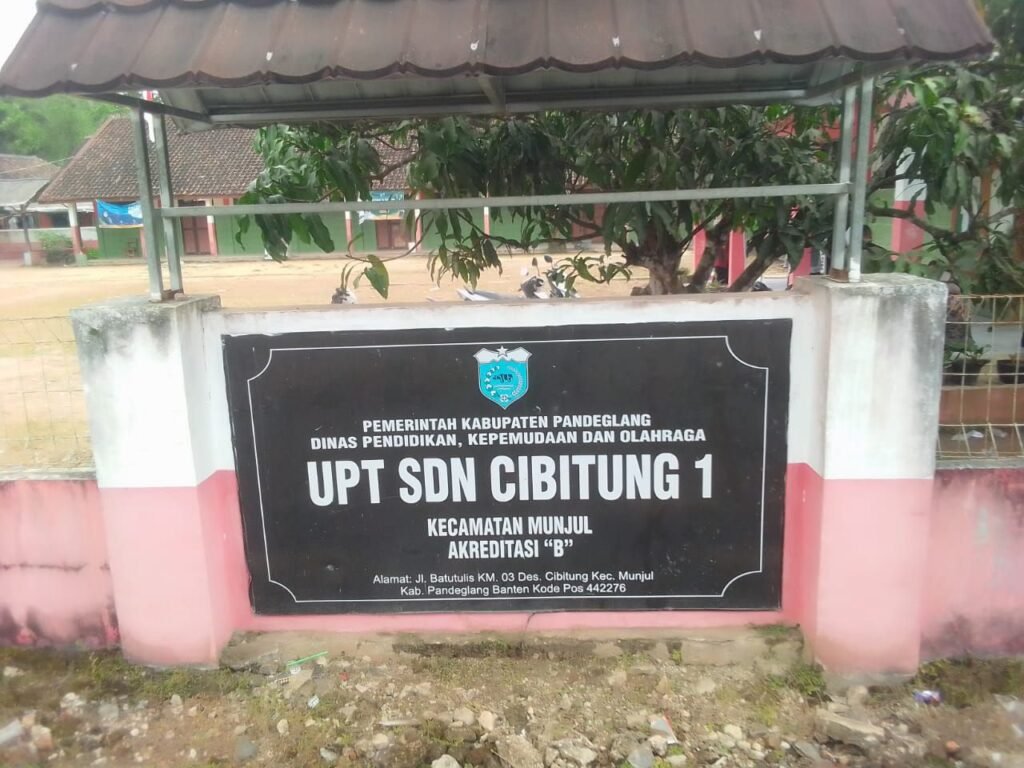 PEMERINTAH KABUPATEN PANDEGLANG
DINAS PENDIDIKAN, KEPEMUDAAN DAN OLAHRAGA
UPT SDN CIBITUNG 1
KECAMATAN MUNJUL
AKREDITASI “B”
Alamat: Jl. Batutulis KM. 03 Des. Cibitung Kec. Munjul
Kab. Pandeglang Banten Kode Pos 442276